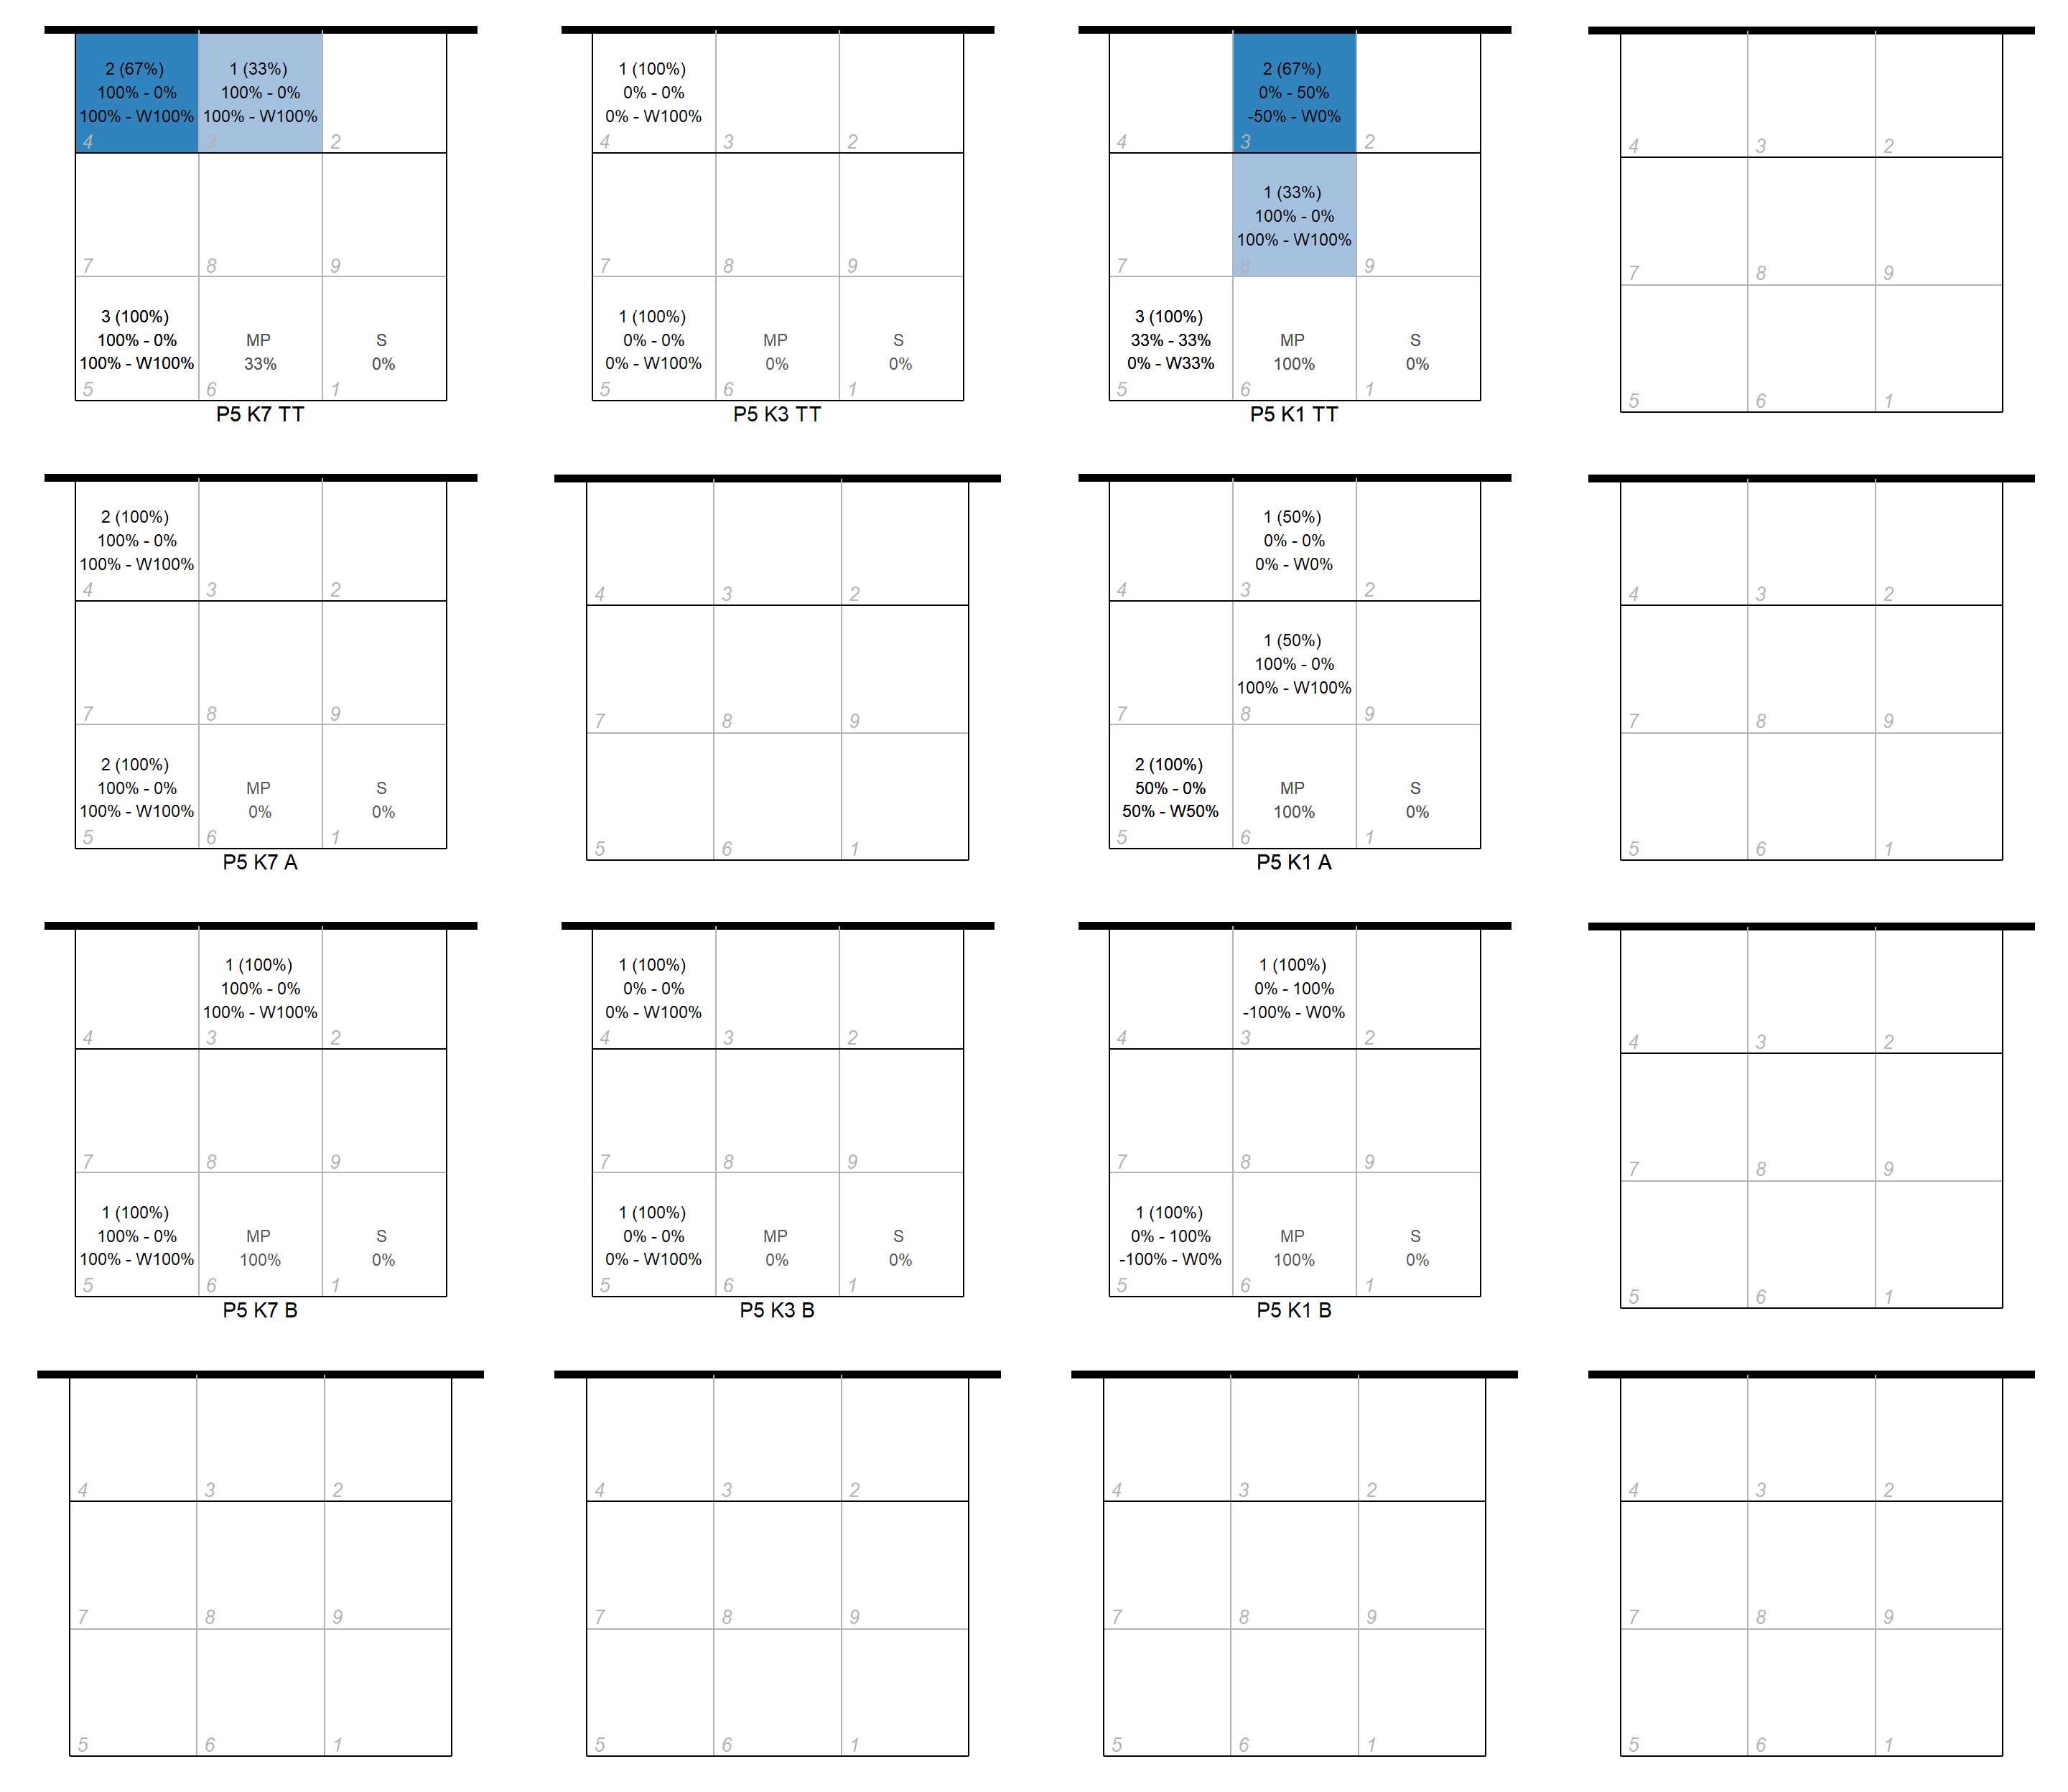 2 (67%)
100% - 0%
100% - W100%
4
1 (33%)
100% - 0%
100% - W100%
3
2
7
8
9
3 (100%)
100% - 0%
100% - W100%
5
MP
33%
6
S
0%
1
P5 K7 TT
1 (100%)
0% - 0%
0% - W100%
4
3
2
7
8
9
1 (100%)
0% - 0%
0% - W100%
5
MP
0%
6
S
0%
1
P5 K3 TT
4
2 (67%)
0% - 50%
-50% - W0%
3
2
7
1 (33%)
100% - 0%
100% - W100%
8
9
3 (100%)
33% - 33%
0% - W33%
5
MP
100%
6
S
0%
1
P5 K1 TT
4
3
2
7
8
9
5
6
1
2 (100%)
100% - 0%
100% - W100%
4
3
2
7
8
9
2 (100%)
100% - 0%
100% - W100%
5
MP
0%
6
S
0%
1
P5 K7 A
4
3
2
7
8
9
5
6
1
4
1 (50%)
0% - 0%
0% - W0%
3
2
7
1 (50%)
100% - 0%
100% - W100%
8
9
2 (100%)
50% - 0%
50% - W50%
5
MP
100%
6
S
0%
1
P5 K1 A
4
3
2
7
8
9
5
6
1
4
1 (100%)
100% - 0%
100% - W100%
3
2
7
8
9
1 (100%)
100% - 0%
100% - W100%
5
MP
100%
6
S
0%
1
P5 K7 B
1 (100%)
0% - 0%
0% - W100%
4
3
2
7
8
9
1 (100%)
0% - 0%
0% - W100%
5
MP
0%
6
S
0%
1
P5 K3 B
4
1 (100%)
0% - 100%
-100% - W0%
3
2
7
8
9
1 (100%)
0% - 100%
-100% - W0%
5
MP
100%
6
S
0%
1
P5 K1 B
4
3
2
7
8
9
5
6
1
4
3
2
7
8
9
5
6
1
4
3
2
7
8
9
5
6
1
4
3
2
7
8
9
5
6
1
4
3
2
7
8
9
5
6
1